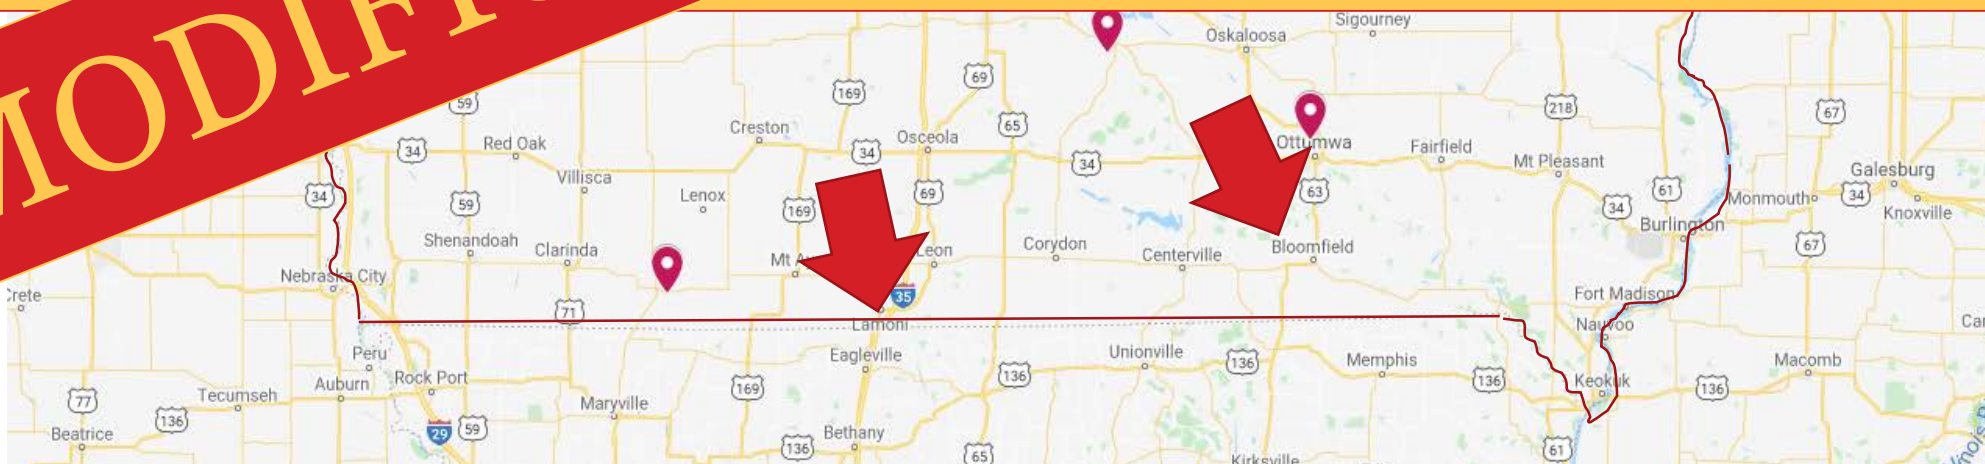 MODIF
Sigourney
Oskaloosa
69
59
169
218
67
65
Creston
Osceola
Ottumwa
Red Oak
34
34
34
Fairfield
Mt Pleasant
Galesburg
Villisca
Lenox
34
59
169
69
63
61
34
Monmouth
34
Knoxville
Burlington
Shenandoah
Clarinda
Mt
Leon
Corydon
Centerville
Bloomfield
67
Nebraska City
Crete
35
Fort Madison
71
Lamoni
Nauvoo
Peru
Eagleville
Unionville
136
Memphis
Macomb
Auburn
Rock Port
136
136
Keokuk
136
Tecumseh
77
169
Maryville
136
29
59
Bethany
Beatrice
136
65
61
Kirksville